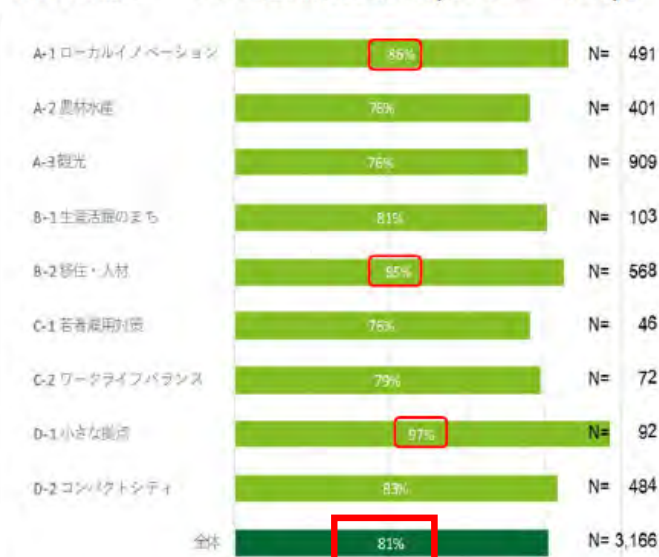 A-1 ローカルイノベーション 86% N= 491
A-2 農林水産 76% N= 401
A-3 観光 76% N= 909
B-1 生涯活躍のまち 81% N= 103
B-2 移住・人材 85% N= 568
C-1 若者雇用対策 76% N= 46
C-2 ワークライフバランス 79% N= 72
D-1 小さな拠点 97% N= 92
D-2 コンパクトシティ 83% N= 484
全体 81% N= 3,166